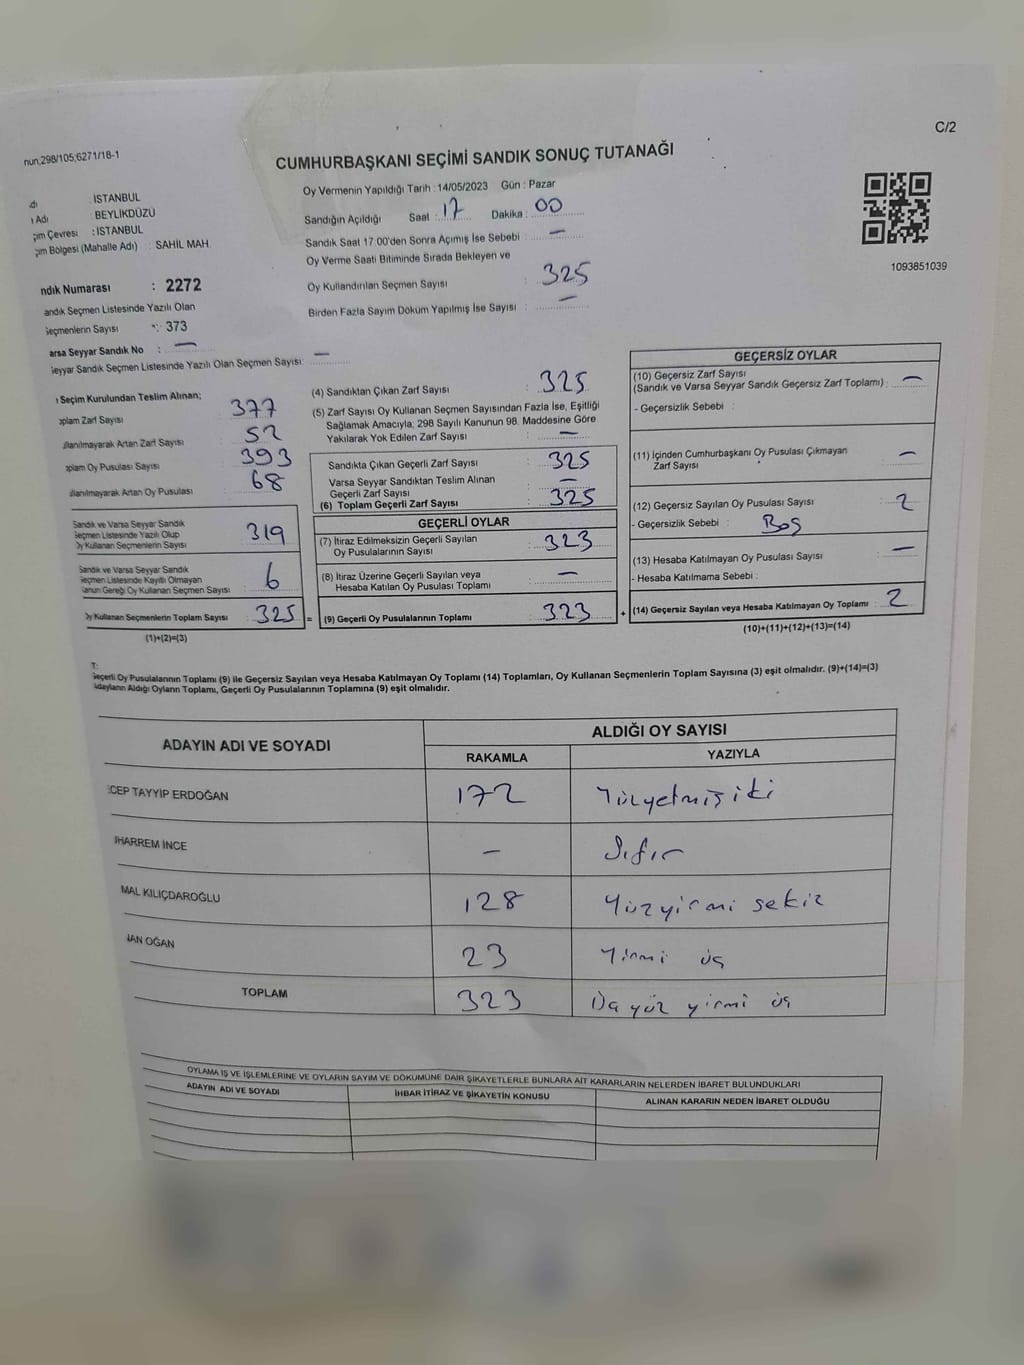 C/2
nun,298/105;6271/18-1
CUMHURBAŞKANI SEÇİMİ SANDIK SONUÇ TUTANAĞI
İSTANBUL
Adı BEYLİKDÜZÜ
Çevresi : İSTANBUL
Bölgesi (Mahalle Adı) : SAHİL MAH.
Oy Vermenin Yapıldığı Tarih : 14/05/2023 Gün : Pazar
Sandığın Açıldığı Saat : 17 Dakika : 00
Sandık Saat 17.00'den Sonra Açımış İse Sebebi : –
Oy Verme Saati Bitiminde Sırada Bekleyen ve
Oy Kullandırılan Seçmen Sayısı : 325
Birden Fazla Sayım Döküm Yapılmış İse Sayısı : –
1093851039
ndık Numarası : 2272
andık Seçmen Listesinde Yazılı Olan
Seçmenlerin Sayısı : 373
arsa Seyyar Sandık No : –
Seyyar Sandık Seçmen Listesinde Yazılı Olan Seçmen Sayısı: –
Seçim Kurulundan Teslim Alınan;
oplam Zarf Sayısı 377
ullanılmayarak Artan Zarf Sayısı 52
oplam Oy Pusulası Sayısı 393
ullanılmayarak Artan Oy Pusulası 68
Sandık ve Varsa Seyyar Sandık
Seçmen Listesinde Yazılı Olup
Oy Kullanan Seçmenlerin Sayısı 319
Sandık ve Varsa Seyyar Sandık
Seçmen Listesinde Kayıtlı Olmayan
Kanun Gereği Oy Kullanan Seçmen Sayısı : 6
Oy Kullanan Seçmenlerin Toplam Sayısı : 325 =
(1)+(2)=(3)
(4) Sandıktan Çıkan Zarf Sayısı : 325
(5) Zarf Sayısı Oy Kullanan Seçmen Sayısından Fazla İse, Eşitliği
Sağlamak Amacıyla; 298 Sayılı Kanunun 98. Maddesine Göre
Yakılarak Yok Edilen Zarf Sayısı : –
Sandıkta Çıkan Geçerli Zarf Sayısı : 325
Varsa Seyyar Sandıktan Teslim Alınan
Geçerli Zarf Sayısı : –
(6) Toplam Geçerli Zarf Sayısı : 325
GEÇERLİ OYLAR
(7) İtiraz Edilmeksizin Geçerli Sayılan
Oy Pusulalarının Sayısı : 323
(8) İtiraz Üzerine Geçerli Sayılan veya
Hesaba Katılan Oy Pusulası Toplamı : –
(9) Geçerli Oy Pusulalarının Toplamı : 323 +
GEÇERSİZ OYLAR
(10) Geçersiz Zarf Sayısı
(Sandık ve Varsa Seyyar Sandık Geçersiz Zarf Toplamı) : –
- Geçersizlik Sebebi :
(11) İçinden Cumhurbaşkanı Oy Pusulası Çıkmayan
Zarf Sayısı : –
(12) Geçersiz Sayılan Oy Pusulası Sayısı : 2
- Geçersizlik Sebebi : Boş
(13) Hesaba Katılmayan Oy Pusulası Sayısı : –
- Hesaba Katılmama Sebebi :
(14) Geçersiz Sayılan veya Hesaba Katılmayan Oy Toplamı : 2
(10)+(11)+(12)+(13)=(14)
T:
Geçerli Oy Pusulalarının Toplamı (9) ile Geçersiz Sayılan veya Hesaba Katılmayan Oy Toplamı (14) Toplamları, Oy Kullanan Seçmenlerin Toplam Sayısına (3) eşit olmalıdır. (9)+(14)=(3)
Adayların Aldığı Oyların Toplamı, Geçerli Oy Pusulalarının Toplamına (9) eşit olmalıdır.
ADAYIN ADI VE SOYADI ALDIĞI OY SAYISI
RAKAMLA YAZIYLA
CEP TAYYİP ERDOĞAN 172 Yüzyetmiş iki
HARREM İNCE – Sıfır
MAL KILIÇDAROĞLU 128 Yüzyirmi sekiz
NAN OĞAN 23 Yirmi üç
TOPLAM 323 Üçyüz yirmi üç
OYLAMA İŞ VE İŞLEMLERİNE VE OYLARIN SAYIM VE DÖKÜMÜNE DAİR ŞİKAYETLERLE BUNLARA AİT KARARLARIN NELERDEN İBARET BULUNDUKLARI
ADAYIN ADI VE SOYADI İHBAR İTİRAZ VE ŞİKAYETİN KONUSU ALINAN KARARIN NEDEN İBARET OLDUĞU